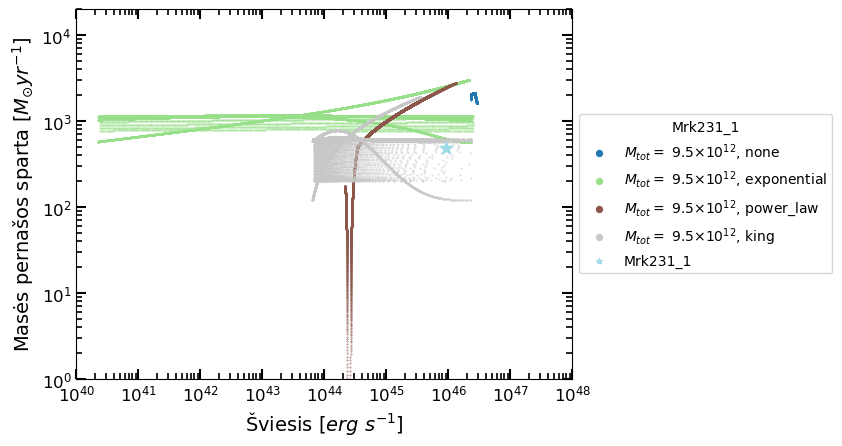 10^4
10^3
10^2
10^1
10^0
Masės pernašos sparta [M_⊙yr^−1]
10^40 10^41 10^42 10^43 10^44 10^45 10^46 10^47 10^48
Šviesis [erg s^−1]
Mrk231_1
M_tot = 9.5×10^12, none
M_tot = 9.5×10^12, exponential
M_tot = 9.5×10^12, power_law
M_tot = 9.5×10^12, king
Mrk231_1